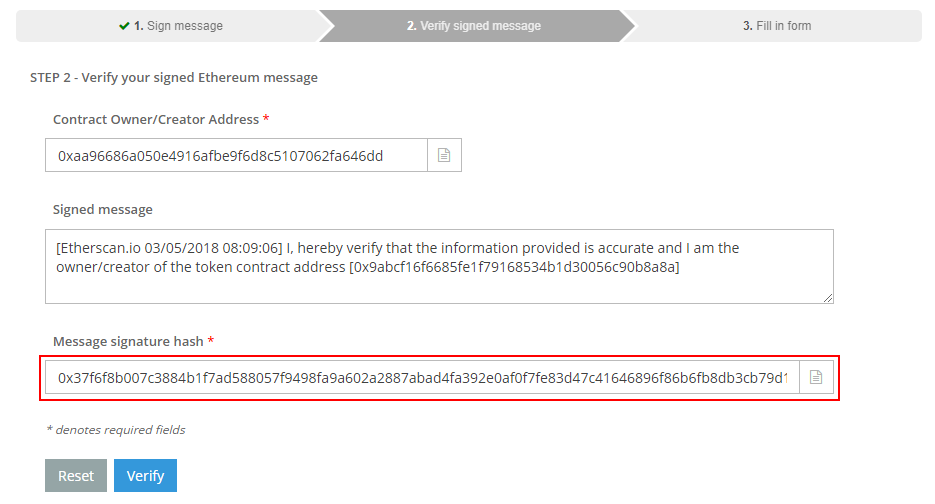 1. Sign message
2. Verify signed message
3. Fill in form
STEP 2 - Verify your signed Ethereum message
Contract Owner/Creator Address *
0xaa96686a050e4916afbe9f6d8c5107062fa646dd
Signed message
[Etherscan.io 03/05/2018 08:09:06] I, hereby verify that the information provided is accurate and I am the
owner/creator of the token contract address [0x9abcf16f6685fe1f79168534b1d30056c90b8a8a]
Message signature hash *
0x37f6f8b007c3884b1f7ad588057f9498fa9a602a2887abad4fa392e0af0f7fe83d47c41646896f86b6fb8db3cb79d1
* denotes required fields
Reset
Verify